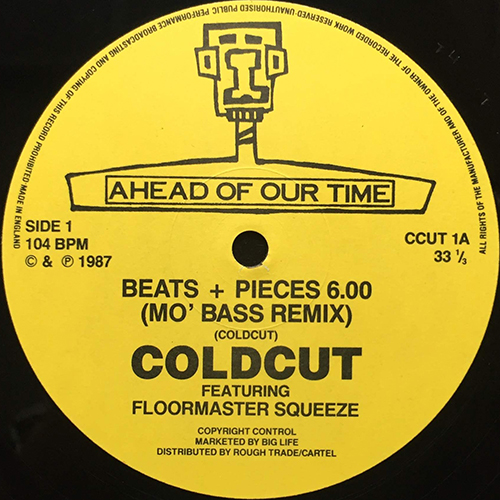 ALL RIGHTS OF THE MANUFACTURER AND OF THE OWNER OF THE RECORDED WORK RESERVED·UNAUTHORISED PUBLIC PERFORMANCE BROADCASTING AND COPYING OF THIS RECORD PROHIBITED MADE IN ENGLAND
AHEAD OF OUR TIME
SIDE 1
104 BPM
© & ℗ 1987
CCUT 1A
33 ⅓
BEATS + PIECES 6.00
(MO' BASS REMIX)
(COLDCUT)
COLDCUT
FEATURING
FLOORMASTER SQUEEZE
COPYRIGHT CONTROL
MARKETED BY BIG LIFE
DISTRIBUTED BY ROUGH TRADE/CARTEL